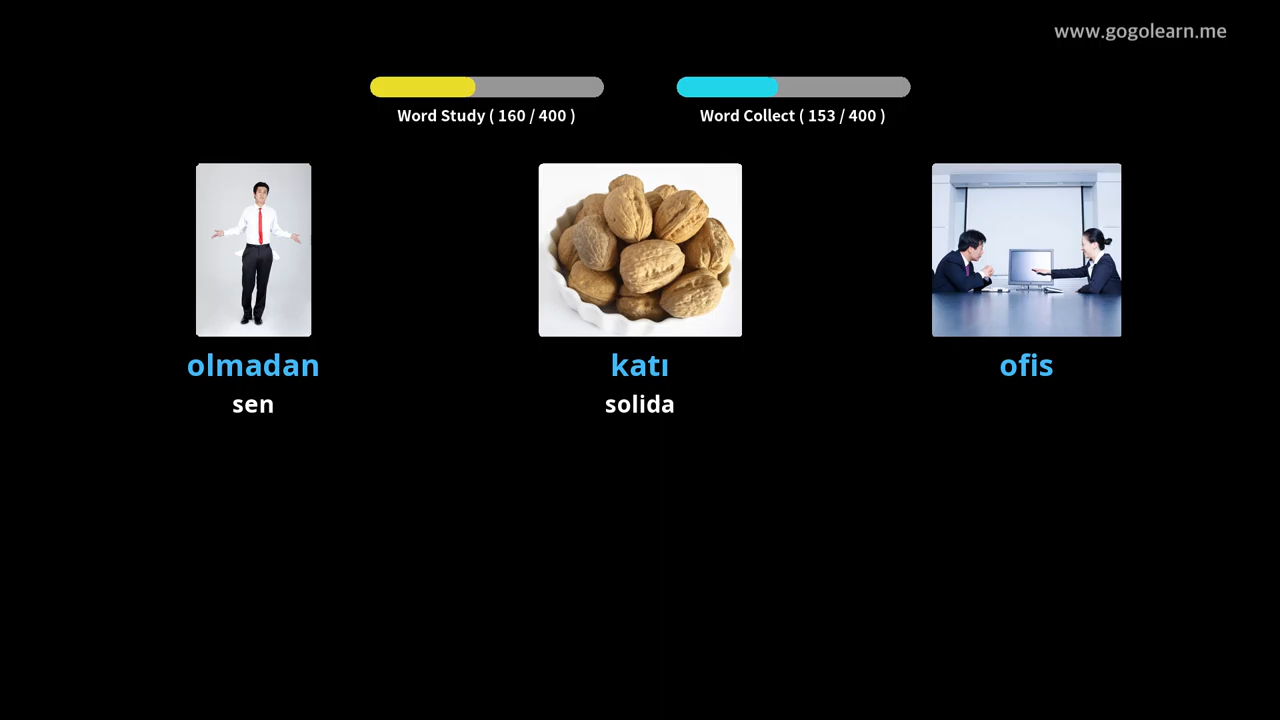 www.gogolearn.me
Word Study ( 160 / 400 )
Word Collect ( 153 / 400 )
olmadan
katı
ofis
sen
solida